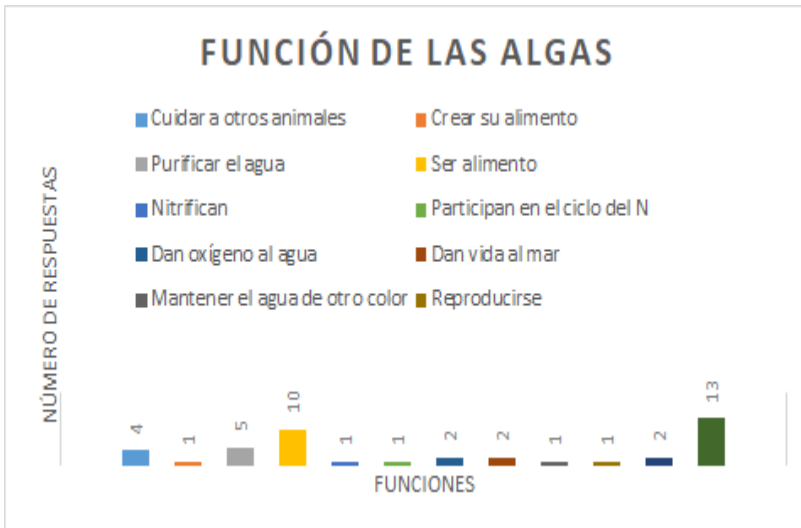 FUNCIÓN DE LAS ALGAS
Cuidar a otros animales
Crear su alimento
Purificar el agua
Ser alimento
Nitrifican
Participan en el ciclo del N
Dan oxígeno al agua
Dan vida al mar
Mantener el agua de otro color
Reproducirse
NÚMERO DE RESPUESTAS
4
1
5
10
1
1
2
2
1
1
2
13
FUNCIONES